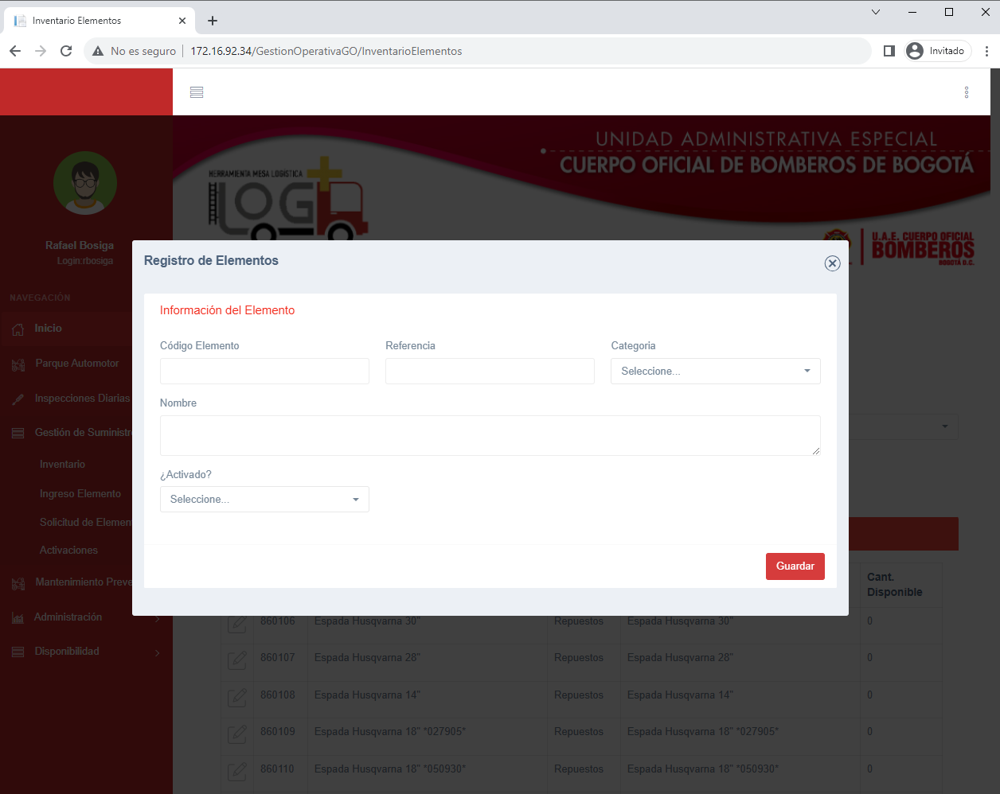 Inventario Elementos
No es seguro
172.16.92.34/GestionOperativaGO/InventarioElementos
Invitado
UNIDAD ADMINISTRATIVA ESPECIAL
CUERPO OFICIAL DE BOMBEROS DE BOGOTÁ
HERRAMIENTA MESA LOGÍSTICA
LOG
U.A.E. CUERPO OFICIAL
BOMBEROS
BOGOTÁ D.C.
Rafael Bosiga
Login:rbosiga
NAVEGACIÓN
Inicio
Parque Automotor
Inspecciones Diarias
Gestión de Suministr
Inventario
Ingreso Elemento
Solicitud de Elemen
Activaciones
Mantenimiento Preve
Administración
Disponibilidad
Registro de Elementos
Información del Elemento
Código Elemento Referencia Categoria
Seleccione...
Nombre
¿Activado?
Seleccione...
Guardar
Cant.
Disponible
860106 Espada Husqvarna 30" Repuestos Espada Husqvarna 30" 0
860107 Espada Husqvarna 28" Repuestos Espada Husqvarna 28" 0
860108 Espada Husqvarna 14" Repuestos Espada Husqvarna 14" 0
860109 Espada Husqvarna 18" *027905* Repuestos Espada Husqvarna 18" *027905* 0
860110 Espada Husqvarna 18" *050930* Repuestos Espada Husqvarna 18" *050930* 0